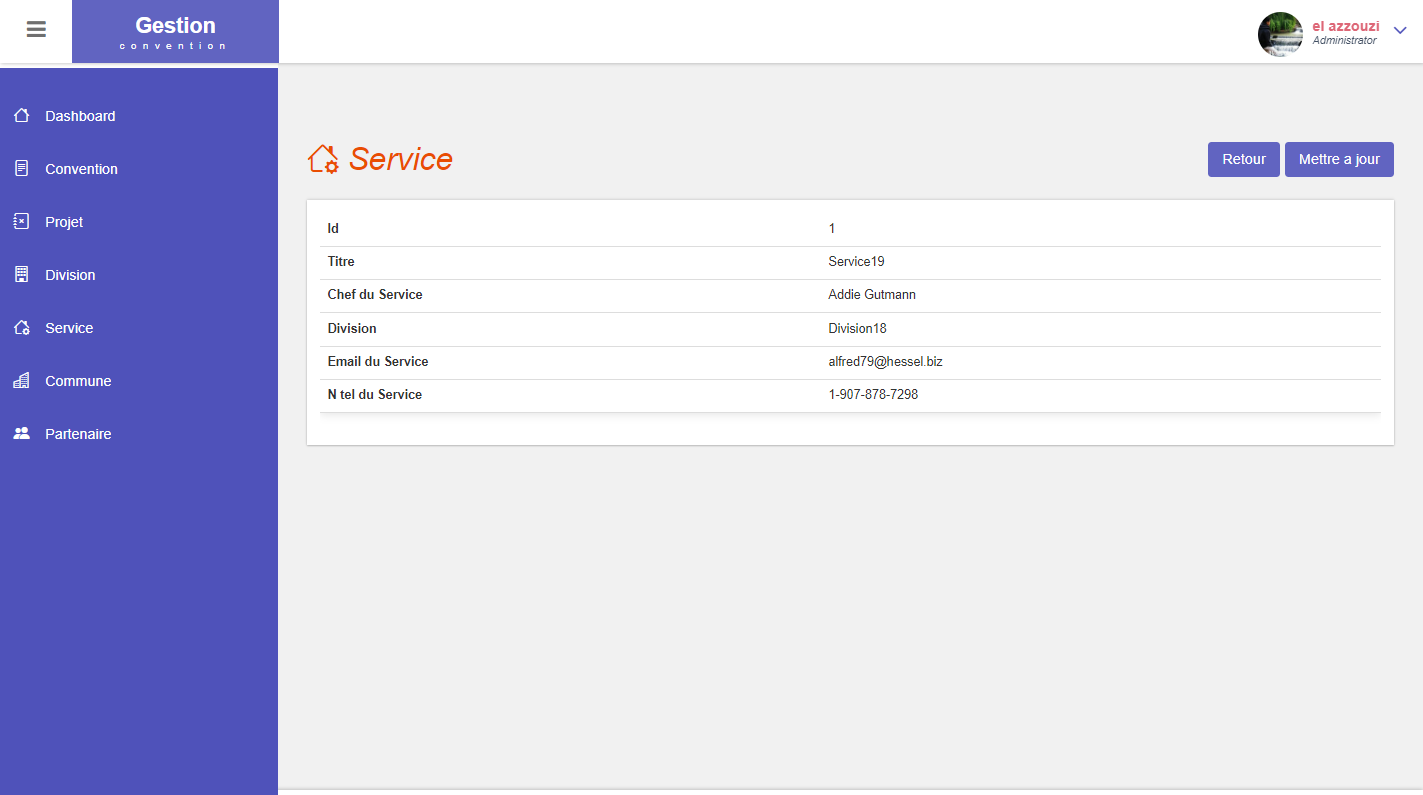 Gestion
convention
el azzouzi
Administrator
Dashboard
Convention
Projet
Division
Service
Commune
Partenaire
Service
Retour Mettre a jour
Id 1
Titre Service19
Chef du Service Addie Gutmann
Division Division18
Email du Service alfred79@hessel.biz
N tel du Service 1-907-878-7298